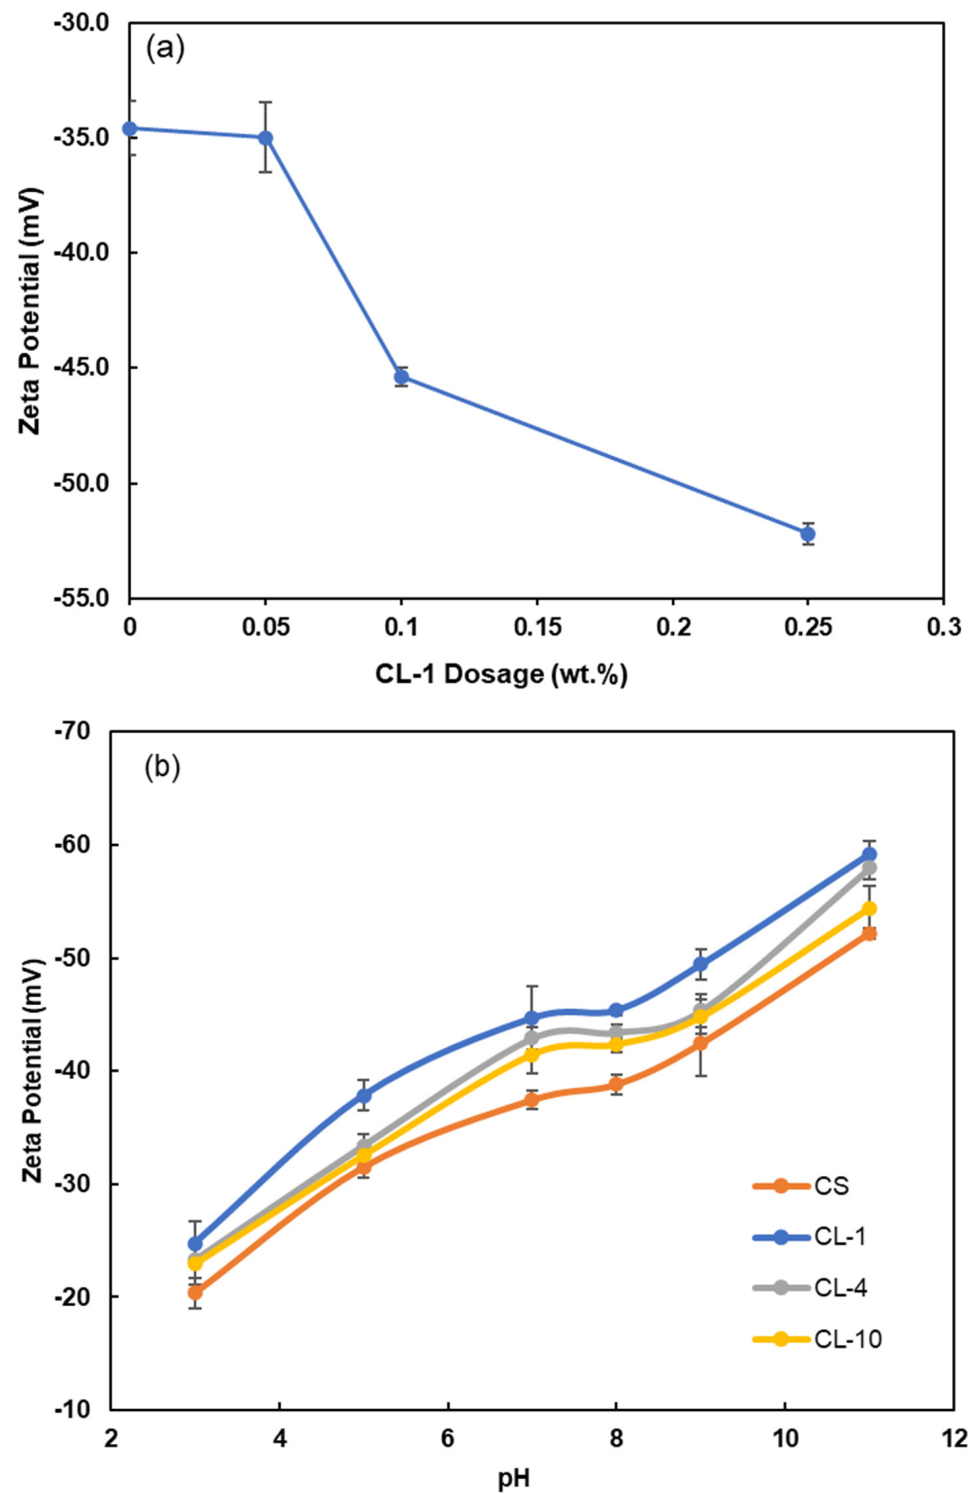 (a)
-30.0
-35.0
-40.0
-45.0
-50.0
-55.0
Zeta Potential (mV)
0 0.05 0.1 0.15 0.2 0.25 0.3
CL-1 Dosage (wt.%)
(b)
-70
-60
-50
-40
-30
-20
-10
Zeta Potential (mV)
CS
CL-1
CL-4
CL-10
2 4 6 8 10 12
pH